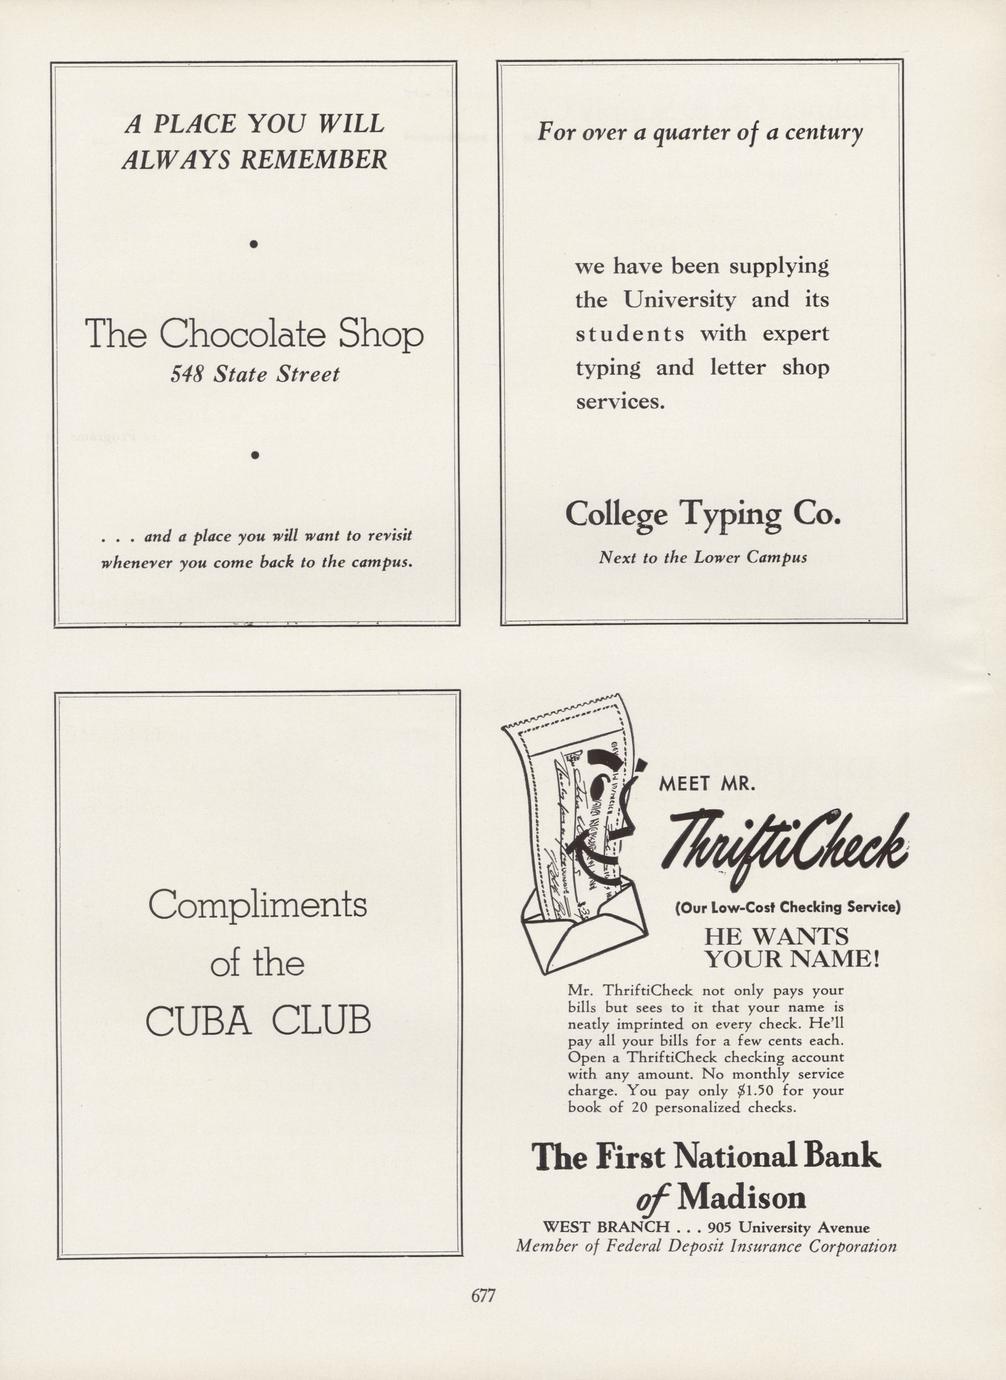 A PLACE YOU WILL
ALWAYS REMEMBER
•
The Chocolate Shop
548 State Street
•
. . . and a place you will want to revisit
whenever you come back to the campus.
For over a quarter of a century
we have been supplying
the University and its
students with expert
typing and letter shop
services.
College Typing Co.
Next to the Lower Campus
Compliments
of the
CUBA CLUB
MEET MR.
ThriftiCheck
(Our Low-Cost Checking Service)
HE WANTS
YOUR NAME!
Mr. ThriftiCheck not only pays your
bills but sees to it that your name is
neatly imprinted on every check. He'll
pay all your bills for a few cents each.
Open a ThriftiCheck checking account
with any amount. No monthly service
charge. You pay only $1.50 for your
book of 20 personalized checks.
The First National Bank
of Madison
WEST BRANCH . . . 905 University Avenue
Member of Federal Deposit Insurance Corporation
677